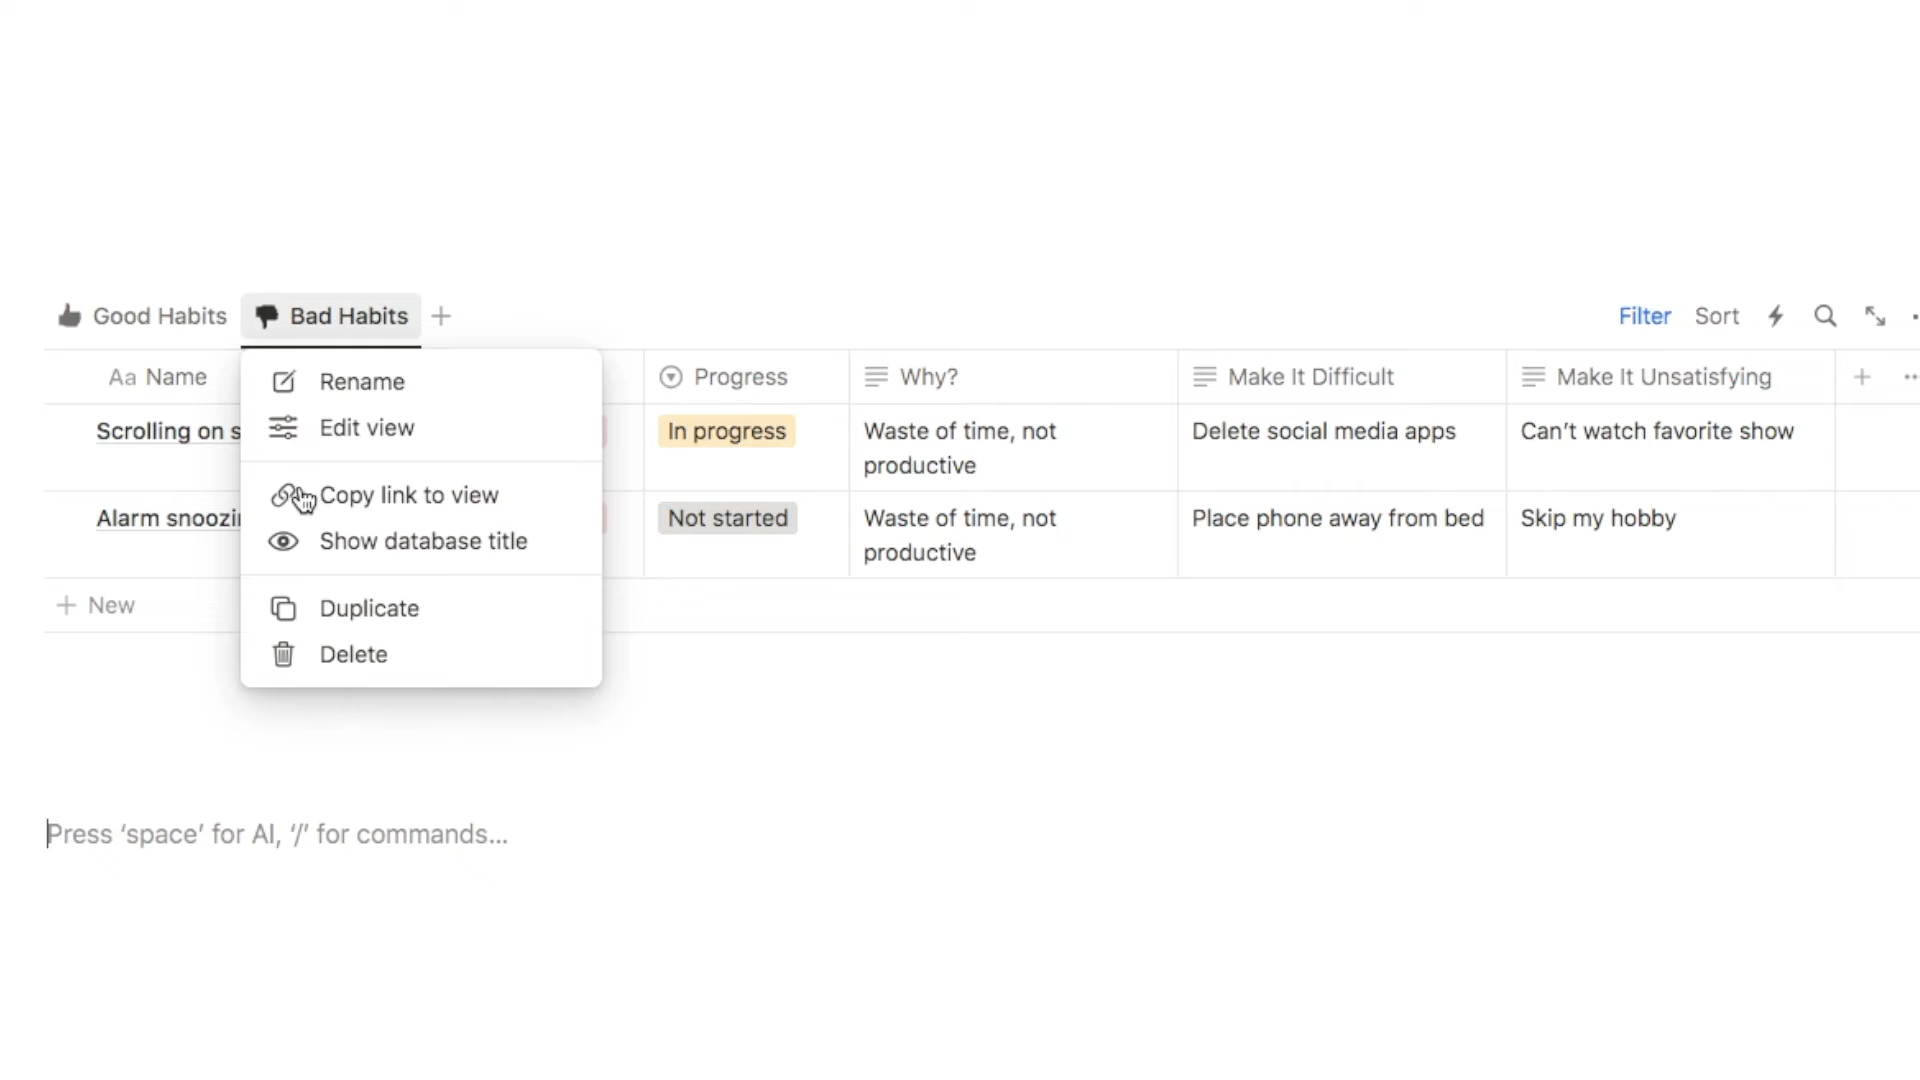 Good Habits
Bad Habits
Filter
Sort
Aa Name
Progress
Why?
Make It Difficult
Make It Unsatisfying
Rename
Edit view
Copy link to view
Show database title
Duplicate
Delete
Scrolling on
In progress
Waste of time, not
productive
Delete social media apps
Can’t watch favorite show
Alarm
Not started
Waste of time, not
productive
Place phone away from bed
Skip my hobby
New
Press ‘space’ for AI, ‘/’ for commands...